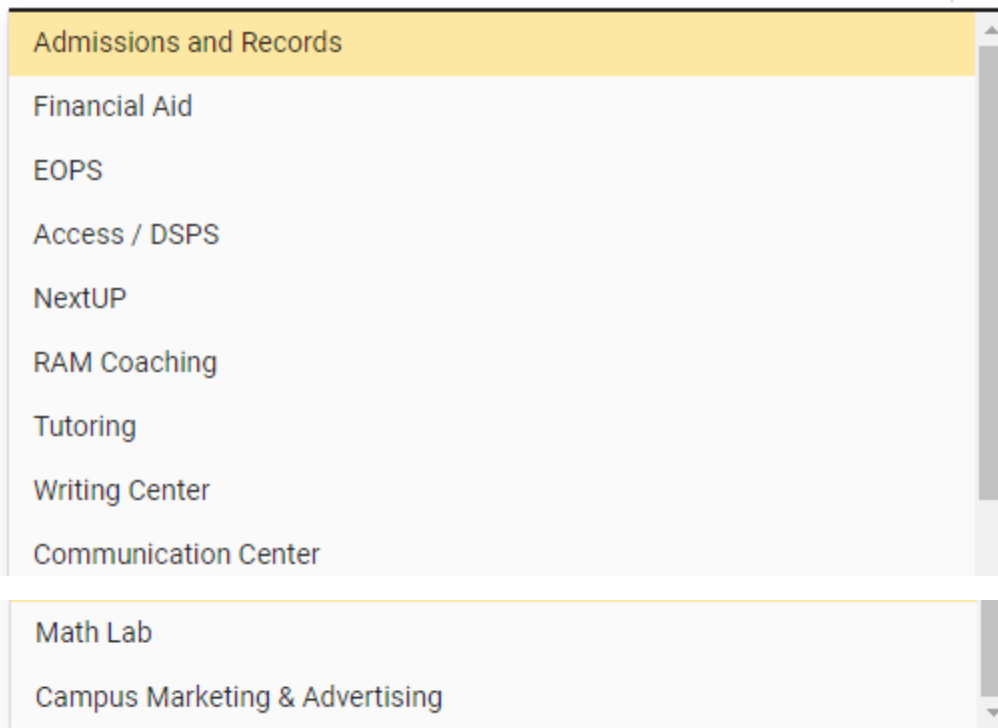 Admissions and Records
Financial Aid
EOPS
Access / DSPS
NextUP
RAM Coaching
Tutoring
Writing Center
Communication Center
Math Lab
Campus Marketing & Advertising